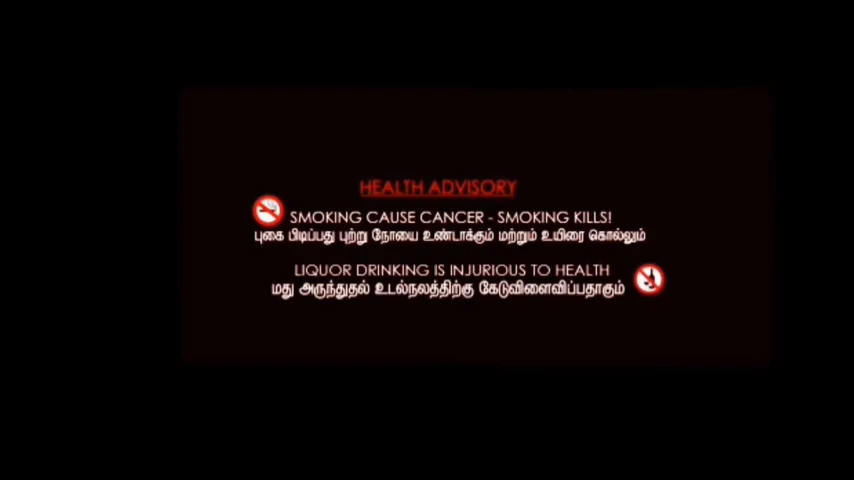 HEALTH ADVISORY
SMOKING CAUSE CANCER - SMOKING KILLS!
புகை பிடிப்பது புற்று நோயை உண்டாக்கும் மற்றும் உயிரை கொல்லும்
LIQUOR DRINKING IS INJURIOUS TO HEALTH
மது அருந்துதல் உடல்நலத்திற்கு கேடுவிளைவிப்பதாகும்